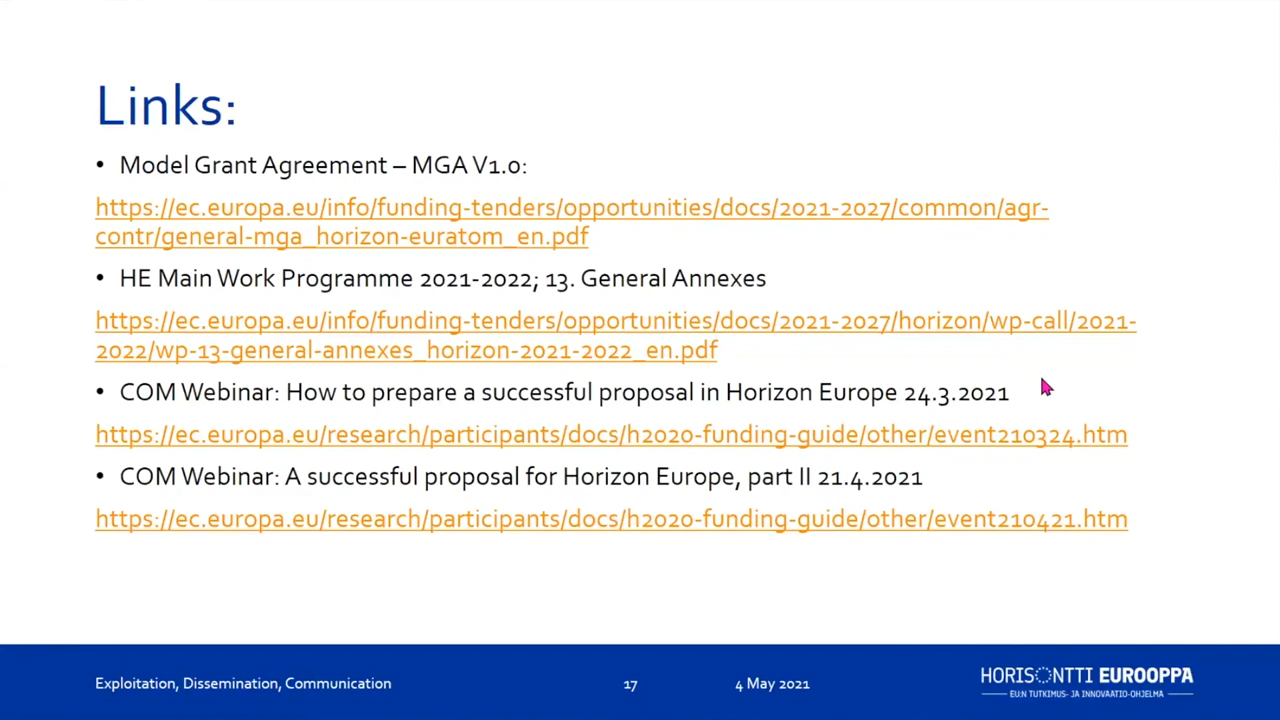 Links:
• Model Grant Agreement – MGA V1.0:
https://ec.europa.eu/info/funding-tenders/opportunities/docs/2021-2027/common/agr-
contr/general-mga_horizon-euratom_en.pdf
• HE Main Work Programme 2021-2022; 13. General Annexes
https://ec.europa.eu/info/funding-tenders/opportunities/docs/2021-2027/horizon/wp-call/2021-
2022/wp-13-general-annexes_horizon-2021-2022_en.pdf
• COM Webinar: How to prepare a successful proposal in Horizon Europe 24.3.2021
https://ec.europa.eu/research/participants/docs/h2020-funding-guide/other/event210324.htm
• COM Webinar: A successful proposal for Horizon Europe, part II 21.4.2021
https://ec.europa.eu/research/participants/docs/h2020-funding-guide/other/event210421.htm
Exploitation, Dissemination, Communication
17
4 May 2021
HORISONTTI EUROOPPA
EU:N TUTKIMUS- JA INNOVAATIO-OHJELMA